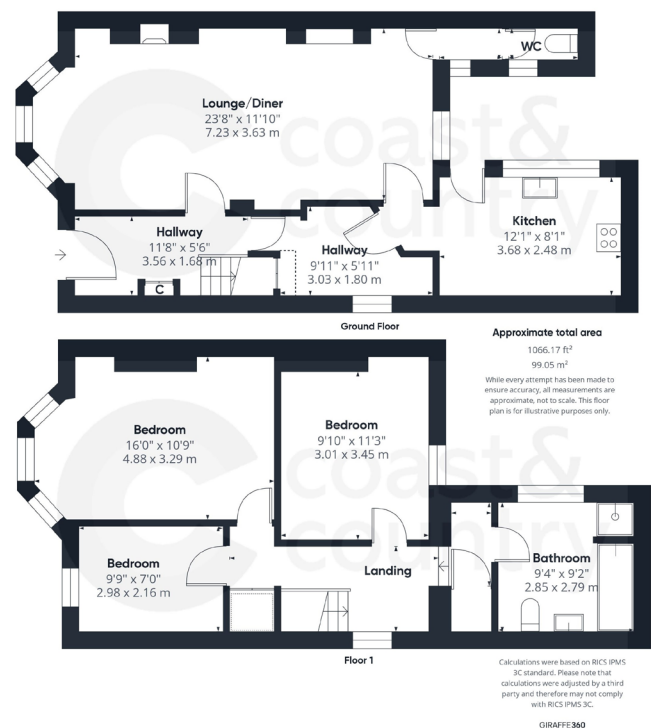 WC
Lounge/Diner
23'8" x 11'10"
7.23 x 3.63 m
coast&
country
Hallway
11'8" x 5'6"
3.56 x 1.68 m
C
Hallway
9'11" x 5'11"
3.03 x 1.80 m
Kitchen
12'1" x 8'1"
3.68 x 2.48 m
Ground Floor
Approximate total area
1066.17 ft²
99.05 m²
While every attempt has been made to
ensure accuracy, all measurements are
approximate, not to scale. This floor
plan is for illustrative purposes only.
Bedroom
16'0" x 10'9"
4.88 x 3.29 m
Bedroom
9'10" x 11'3"
3.01 x 3.45 m
coast&
country
Bedroom
9'9" x 7'0"
2.98 x 2.16 m
Landing
Bathroom
9'4" x 9'2"
2.85 x 2.79 m
Floor 1
Calculations were based on RICS IPMS
3C standard. Please note that
calculations were adjusted by a third
party and therefore may not comply
with RICS IPMS 3C.
GIRAFFE360